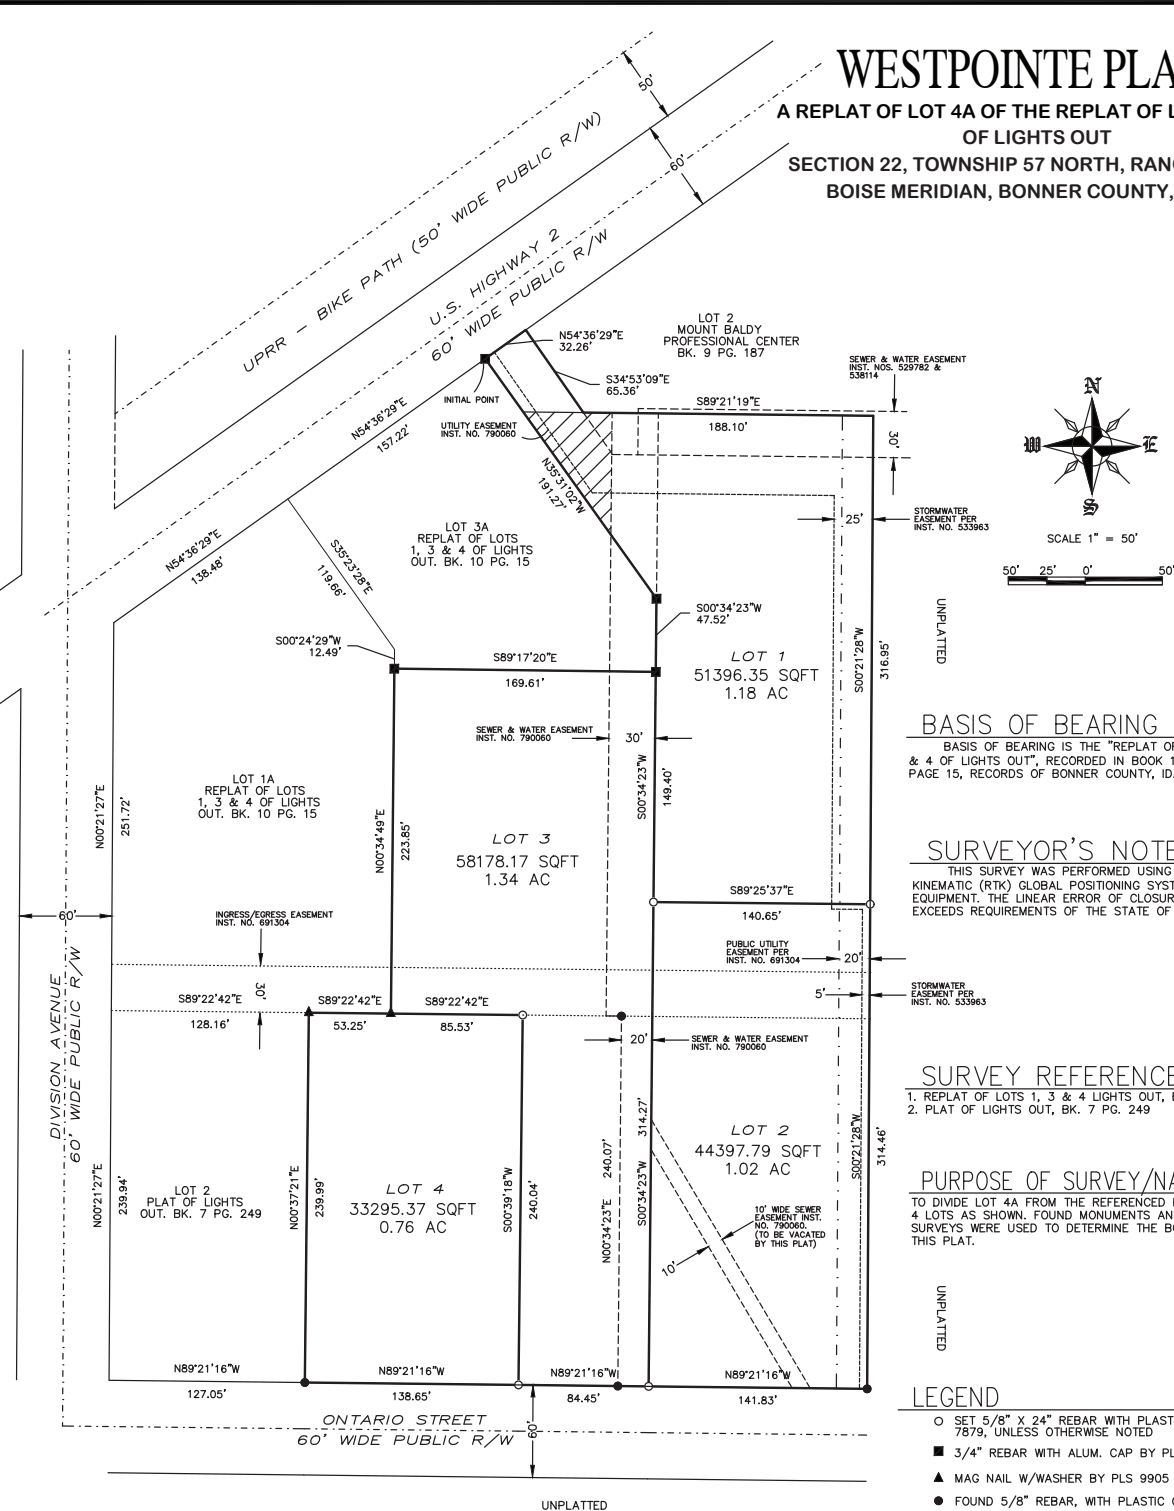 WESTPOINTE PLA
A REPLAT OF LOT 4A OF THE REPLAT OF L
OF LIGHTS OUT
SECTION 22, TOWNSHIP 57 NORTH, RAN
BOISE MERIDIAN, BONNER COUNTY,
50'
60'
UPRR – BIKE PATH (50' WIDE PUBLIC R/W)
U.S. HIGHWAY 2
60' WIDE PUBLIC R/W
N54°36'29"E
32.26'
LOT 2
MOUNT BALDY
PROFESSIONAL CENTER
BK. 9 PG. 187
SEWER & WATER EASEMENT
INST. NOS. 529782 &
538114
S34°53'09"E
65.36'
INITIAL POINT
S89°21'19"E
188.10'
30'
UTILITY EASEMENT
INST. NO. 790060
N54°36'29"E
157.22'
N35°31'02"W
191.27'
N
W
E
S
SCALE 1" = 50'
50' 25' 0' 50'
25'
STORMWATER
EASEMENT PER
INST. NO. 533963
LOT 3A
REPLAT OF LOTS
1, 3 & 4 OF LIGHTS
OUT. BK. 10 PG. 15
N54°36'29"E
138.48'
S35°23'28"E
119.66'
S00°24'29"W
12.49'
S00°34'23"W
47.52'
UNPLATTED
S89°17'20"E
169.61'
LOT 1
51396.35 SQFT
1.18 AC
S00°21'28"W
316.95'
SEWER & WATER EASEMENT
INST. NO. 790060
30'
BASIS OF BEARING
BASIS OF BEARING IS THE "REPLAT OF
& 4 OF LIGHTS OUT", RECORDED IN BOOK 1
PAGE 15, RECORDS OF BONNER COUNTY, ID
LOT 1A
REPLAT OF LOTS
1, 3 & 4 OF LIGHTS
OUT. BK. 10 PG. 15
N00°21'27"E
251.72'
N00°34'49"E
223.85'
S00°34'23"W
149.40'
LOT 3
58178.17 SQFT
1.34 AC
SURVEYOR'S NOTE
THIS SURVEY WAS PERFORMED USING
KINEMATIC (RTK) GLOBAL POSITIONING SYST
EQUIPMENT. THE LINEAR ERROR OF CLOSUR
EXCEEDS REQUIREMENTS OF THE STATE OF
S89°25'37"E
140.65'
60'
INGRESS/EGRESS EASEMENT
INST. NO. 691304
PUBLIC UTILITY
EASEMENT PER
INST. NO. 691304
20'
5'
STORMWATER
EASEMENT PER
INST. NO. 533963
30'
S89°22'42"E
128.16'
S89°22'42"E
53.25'
S89°22'42"E
85.53'
20'
SEWER & WATER EASEMENT
INST. NO. 790060
DIVISION AVENUE
60' WIDE PUBLIC R/W
SURVEY REFERENCE
1. REPLAT OF LOTS 1, 3 & 4 LIGHTS OUT,
2. PLAT OF LIGHTS OUT, BK. 7 PG. 249
S00°34'23"W
314.27'
LOT 2
44397.79 SQFT
1.02 AC
S00°21'28"W
314.46'
N00°21'27"E
239.94'
LOT 2
PLAT OF LIGHTS
OUT. BK. 7 PG. 249
N00°37'21"E
239.99'
LOT 4
33295.37 SQFT
0.76 AC
S00°39'18"W
240.04'
N00°34'23"E
240.07'
10' WIDE SEWER
EASEMENT INST.
NO. 790060.
(TO BE VACATED
BY THIS PLAT)
10'
PURPOSE OF SURVEY/NA
TO DIVIDE LOT 4A FROM THE REFERENCED
4 LOTS AS SHOWN. FOUND MONUMENTS AN
SURVEYS WERE USED TO DETERMINE THE BO
THIS PLAT.
UNPLATTED
N89°21'16"W
127.05'
N89°21'16"W
138.65'
N89°21'16"W
84.45'
N89°21'16"W
141.83'
ONTARIO STREET
60' WIDE PUBLIC R/W
60'
UNPLATTED
LEGEND
SET 5/8" X 24" REBAR WITH PLAST
7879, UNLESS OTHERWISE NOTED
3/4" REBAR WITH ALUM. CAP BY PL
MAG NAIL W/WASHER BY PLS 9905
FOUND 5/8" REBAR, WITH PLASTIC